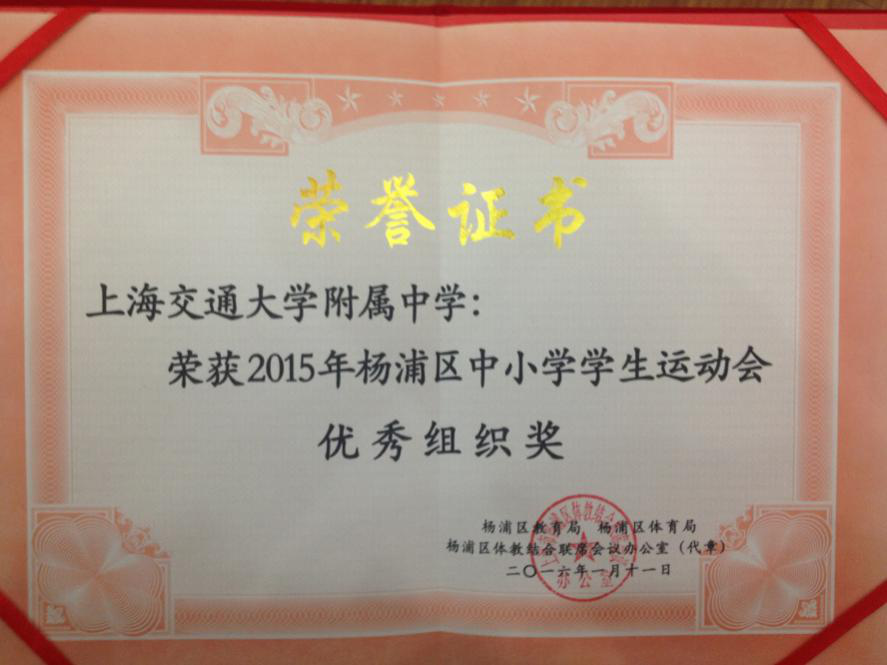 荣誉证书
上海交通大学附属中学：
荣获2015年杨浦区中小学学生运动会
优秀组织奖
杨浦区教育局 杨浦区体育局
杨浦区体教结合联席会议办公室（代章）
二〇一六年一月十一日
办公室